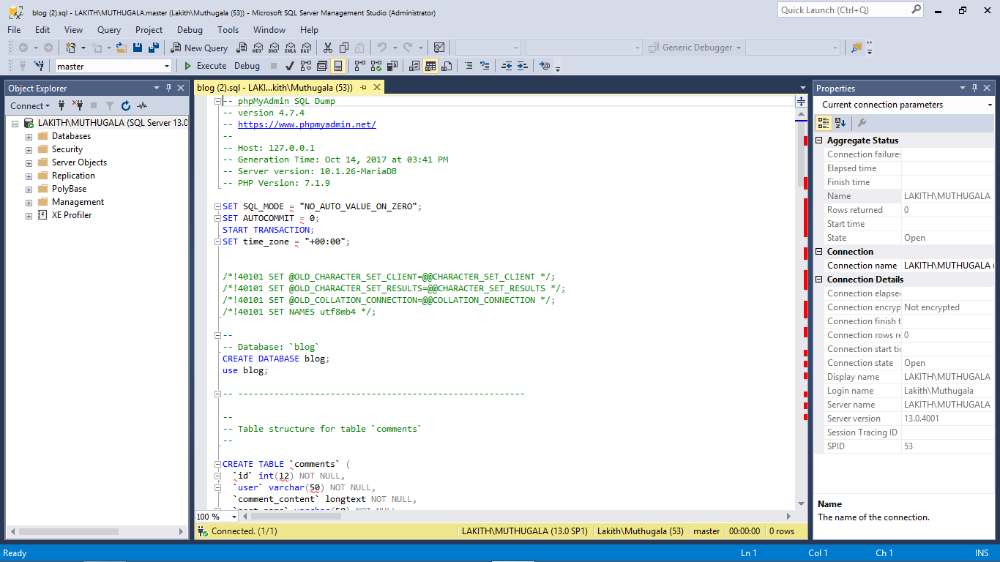 blog (2).sql - LAKITH\MUTHUGALA.master (Lakith\Muthugala (53)) - Microsoft SQL Server Management Studio (Administrator)
Quick Launch (Ctrl+Q)
File Edit View Query Project Debug Tools Window Help
New Query MDX DMX XMLA DAX Generic Debugger
master Execute Debug
Object Explorer
Connect
LAKITH\MUTHUGALA (SQL Server 13.0
Databases
Security
Server Objects
Replication
PolyBase
Management
XE Profiler
blog (2).sql - LAKI...kith\Muthugala (53))
-- phpMyAdmin SQL Dump
-- version 4.7.4
-- https://www.phpmyadmin.net/
--
-- Host: 127.0.0.1
-- Generation Time: Oct 14, 2017 at 03:41 PM
-- Server version: 10.1.26-MariaDB
-- PHP Version: 7.1.9
SET SQL_MODE = "NO_AUTO_VALUE_ON_ZERO";
SET AUTOCOMMIT = 0;
START TRANSACTION;
SET time_zone = "+00:00";
/*!40101 SET @OLD_CHARACTER_SET_CLIENT=@@CHARACTER_SET_CLIENT */;
/*!40101 SET @OLD_CHARACTER_SET_RESULTS=@@CHARACTER_SET_RESULTS */;
/*!40101 SET @OLD_COLLATION_CONNECTION=@@COLLATION_CONNECTION */;
/*!40101 SET NAMES utf8mb4 */;
--
-- Database: `blog`
CREATE DATABASE blog;
use blog;
-- --------------------------------------------------------
--
-- Table structure for table `comments`
--
CREATE TABLE `comments` (
`id` int(12) NOT NULL,
`user` varchar(50) NOT NULL,
`comment_content` longtext NOT NULL,
`post_name` varchar(50) NOT NULL,
100 %
Connected. (1/1) LAKITH\MUTHUGALA (13.0 SP1) Lakith\Muthugala (53) master 00:00:00 0 rows
Properties
Current connection parameters
Aggregate Status
Connection failures
Elapsed time
Finish time
Name LAKITH\MUTHUGALA
Rows returned 0
Start time
State Open
Connection
Connection name LAKITH\MUTHUGALA (
Connection Details
Connection elapsed
Connection encryp Not encrypted
Connection finish t
Connection rows re 0
Connection start ti
Connection state Open
Display name LAKITH\MUTHUGALA
Login name Lakith\Muthugala
Server name LAKITH\MUTHUGALA
Server version 13.0.4001
Session Tracing ID
SPID 53
Name
The name of the connection.
Ready Ln 1 Col 1 Ch 1 INS